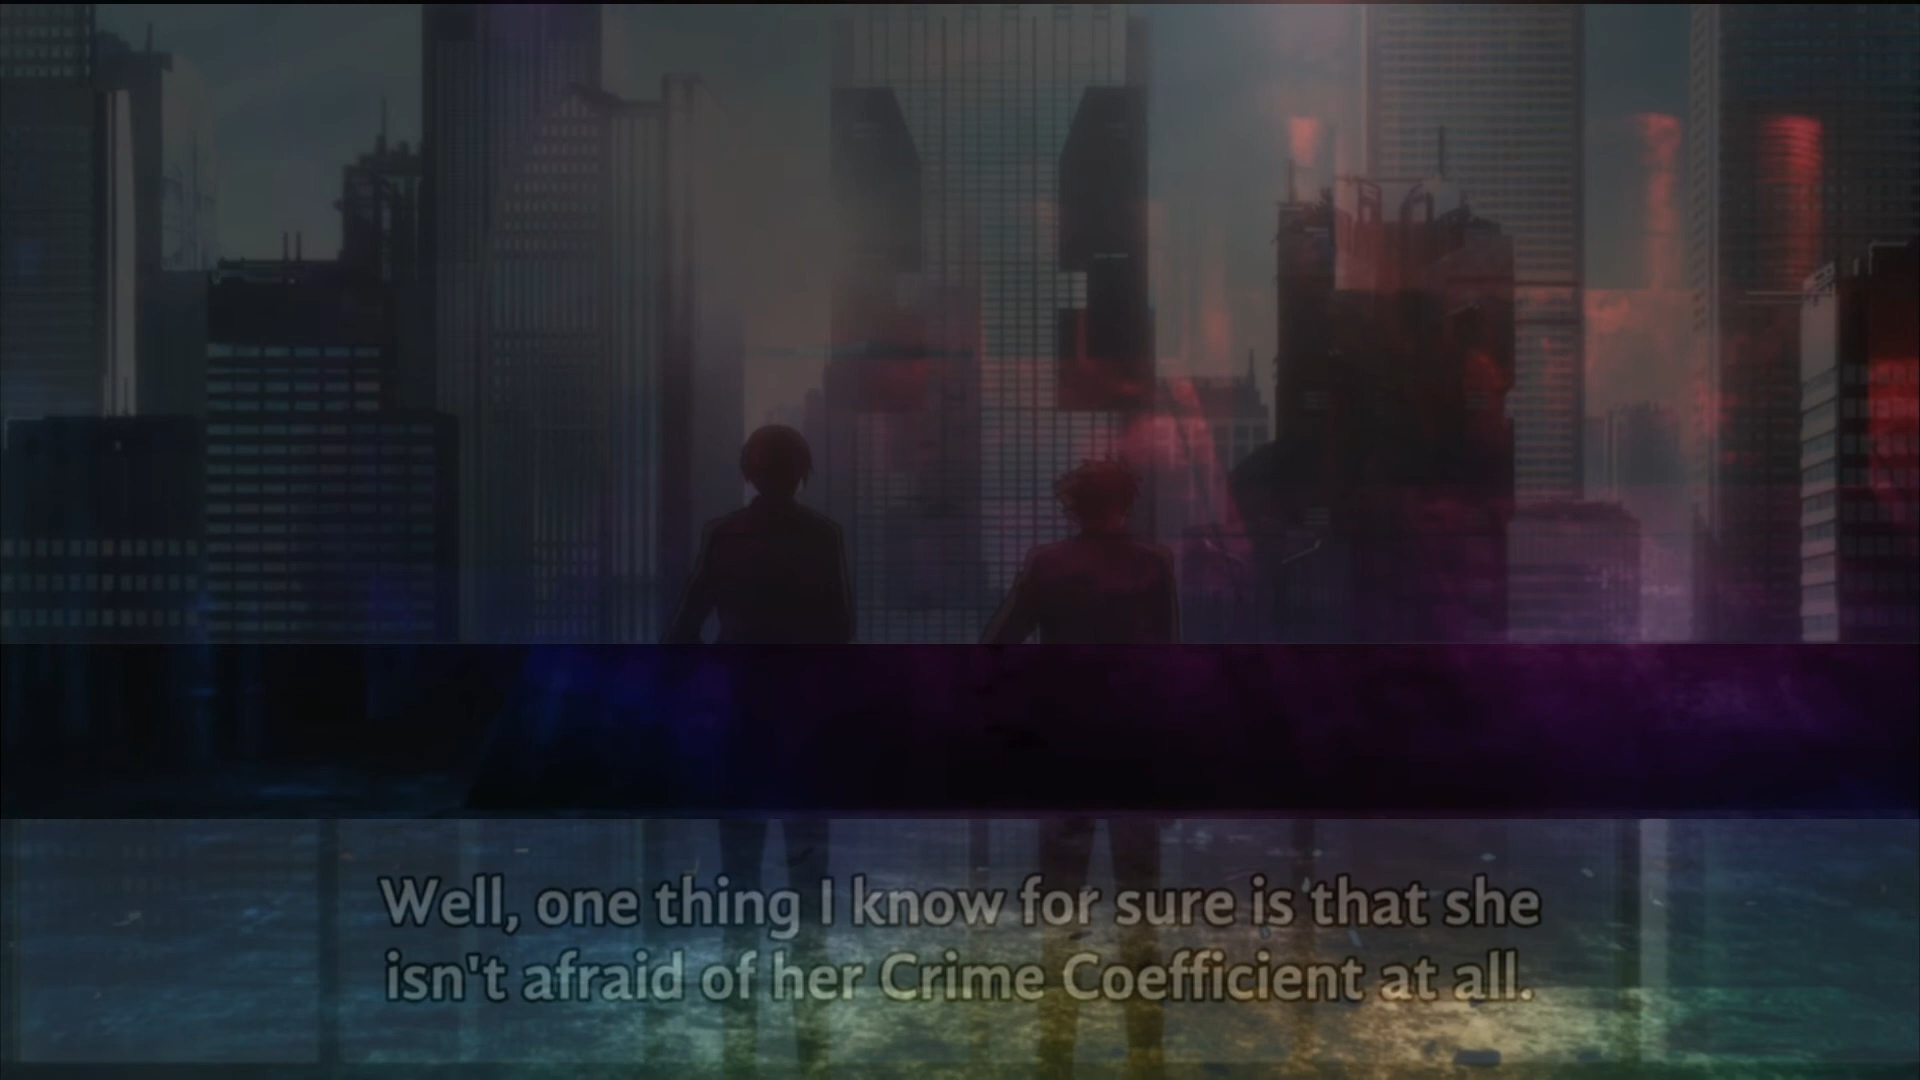 Well, one thing I know for sure is that she
isn't afraid of her Crime Coefficient at all.